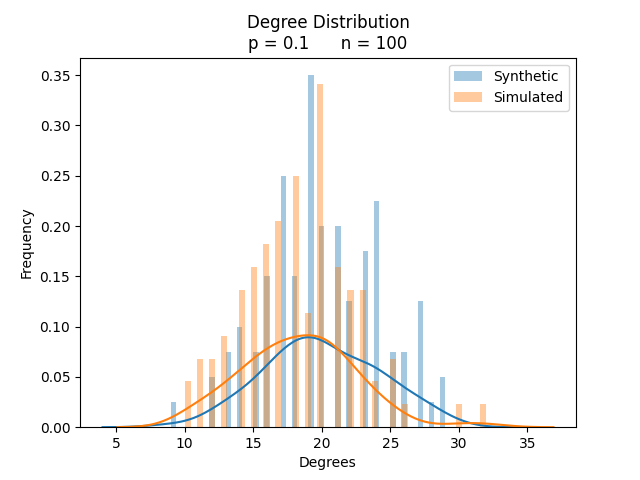 Degree Distribution
p = 0.1 n = 100
Synthetic
Simulated
0.35
0.30
0.25
0.20
0.15
0.10
0.05
0.00
Frequency
5 10 15 20 25 30 35
Degrees